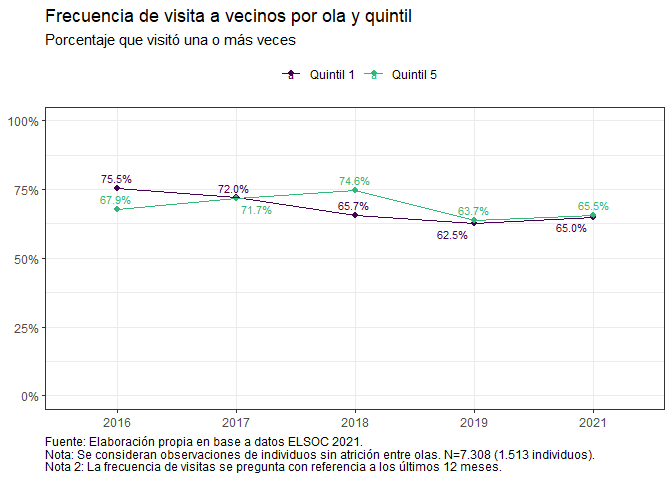 Frecuencia de visita a vecinos por ola y quintil
Porcentaje que visitó una o más veces
Quintil 1 Quintil 5
100%
75%
50%
25%
0%
75.5%
67.9%
72.0%
71.7%
74.6%
65.7%
63.7%
62.5%
65.5%
65.0%
2016 2017 2018 2019 2021
Fuente: Elaboración propia en base a datos ELSOC 2021.
Nota: Se consideran observaciones de individuos sin atrición entre olas. N=7.308 (1.513 individuos).
Nota 2: La frecuencia de visitas se pregunta con referencia a los últimos 12 meses.